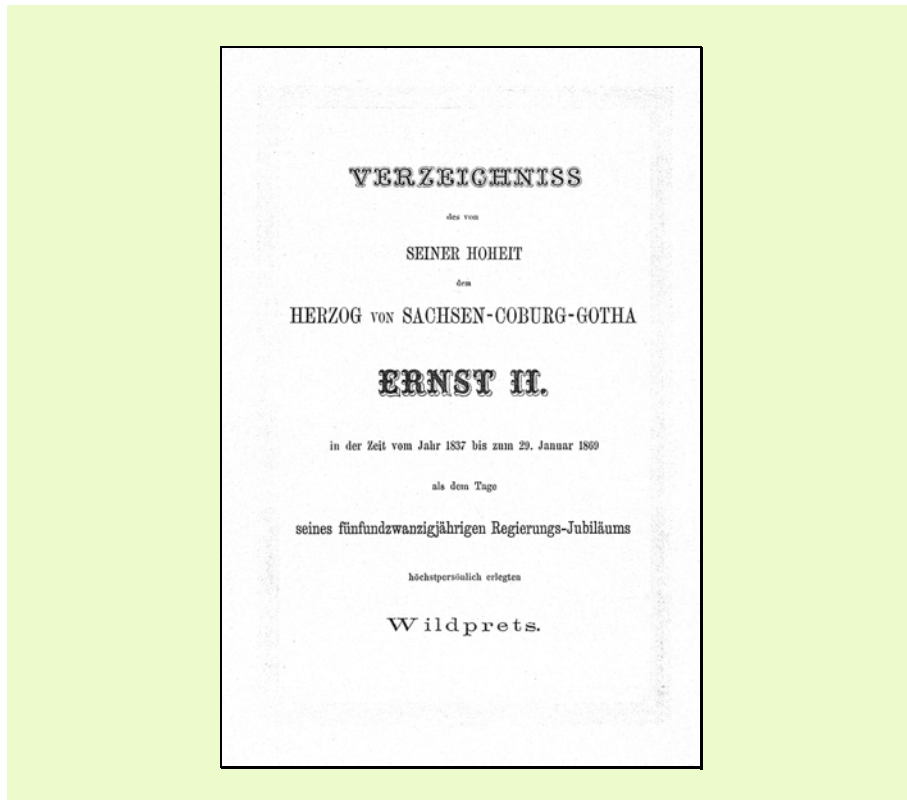 VERZEICHNISS
des von
SEINER HOHEIT
dem
HERZOG VON SACHSEN-COBURG-GOTHA
ERNST II.
in der Zeit vom Jahr 1837 bis zum 29. Januar 1869
als dem Tage
seines fünfundzwanzigjährigen Regierungs-Jubiläums
höchstpersönlich erlegten
Wildprets.